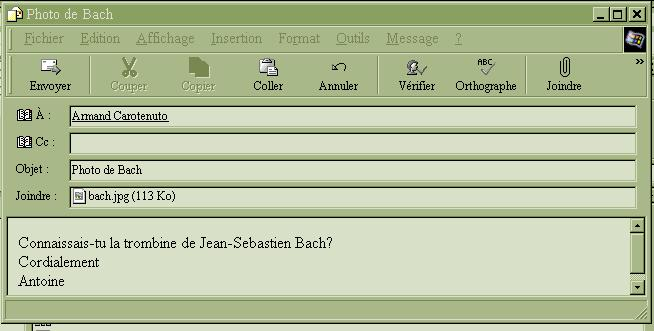 Photo de Bach
Fichier Edition Affichage Insertion Format Outils Message ?
Envoyer Couper Copier Coller Annuler Vérifier Orthographe Joindre
À : Armand Carotenuto
Cc :
Objet : Photo de Bach
Joindre : bach.jpg (113 Ko)
Connaissais-tu la trombine de Jean-Sebastien Bach?
Cordialement
Antoine